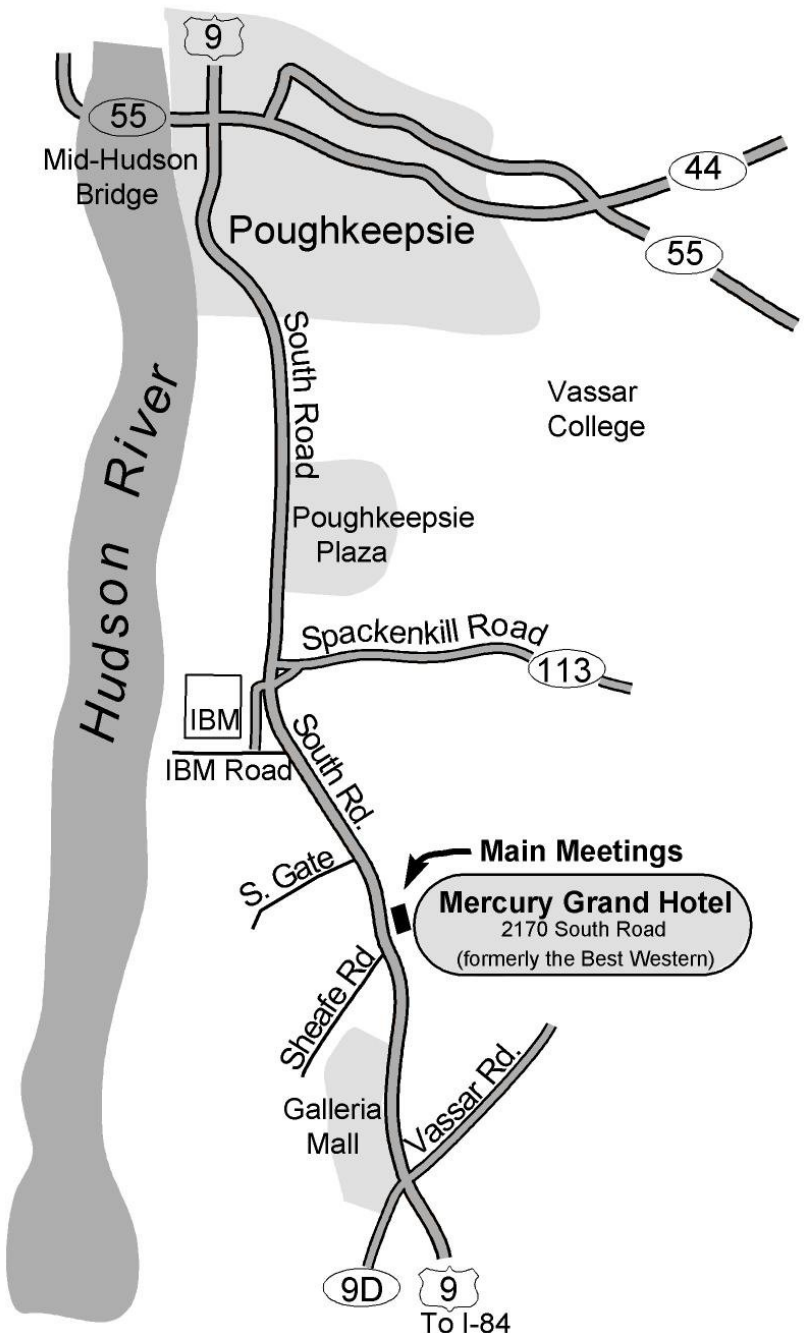 9
55
Mid-Hudson
Bridge
44
Poughkeepsie
55
South Road
Vassar
College
Hudson River
Poughkeepsie
Plaza
Spackenkill Road
113
IBM
IBM Road
South Rd.
S. Gate
Main Meetings
Mercury Grand Hotel
2170 South Road
(formerly the Best Western)
Sheafe Rd
Galleria
Mall
Vassar Rd.
9D
9
To I-84